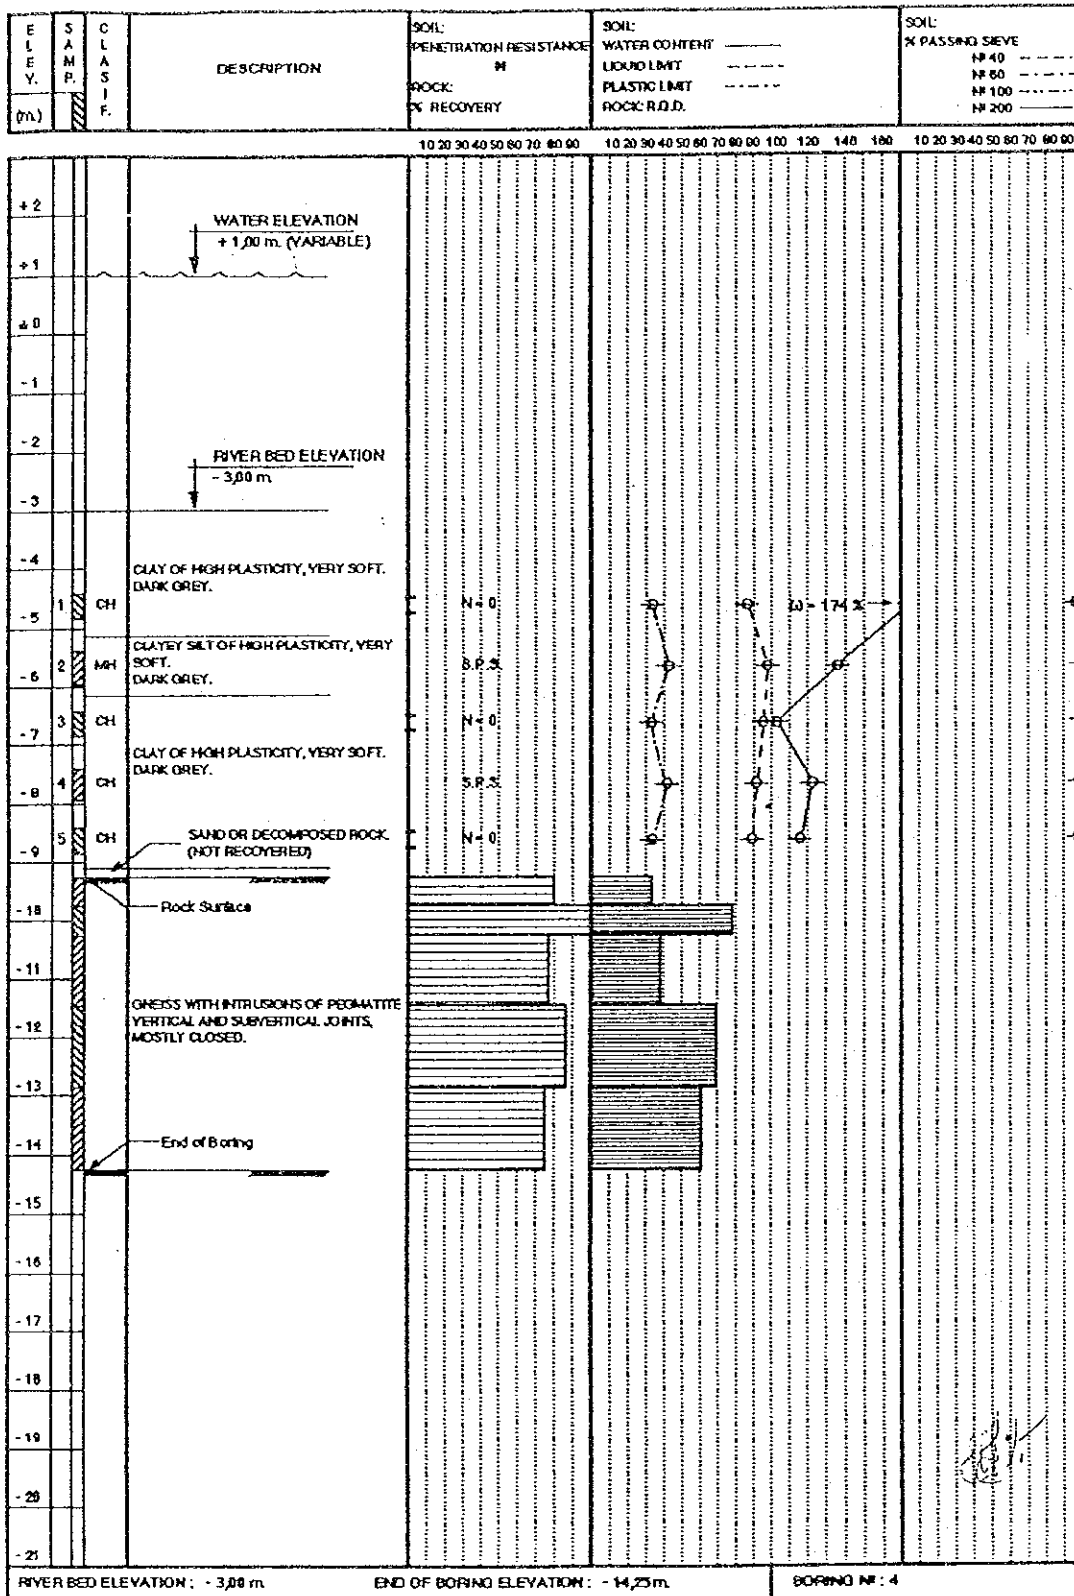 ELEV. (m.)
SAMP.
CLASIF.
DESCRIPTION
SOIL:
PENETRATION RESISTANCE
N
ROCK:
% RECOVERY
SOIL:
WATER CONTENT
LIQUID LIMIT
PLASTIC LIMIT
ROCK: R.Q.D.
SOIL:
% PASSING SIEVE
Nº 40
Nº 60
Nº 100
Nº 200
10 20 30 40 50 60 70 80 90
10 20 30 40 50 60 70 80 90 100 120 140 160
10 20 30 40 50 60 70 80 90
+ 2
WATER ELEVATION
+ 1,00 m. (VARIABLE)
+ 1
± 0
- 1
- 2
RIVER BED ELEVATION
- 3,00 m.
- 3
- 4
CLAY OF HIGH PLASTICITY, VERY SOFT.
DARK GREY.
1 CH N = 0 ω = 174 %
- 5
CLAYEY SILT OF HIGH PLASTICITY, VERY
SOFT.
DARK GREY.
2 MH S.P.S.
- 6
3 CH N = 0
- 7
CLAY OF HIGH PLASTICITY, VERY SOFT.
DARK GREY.
4 CH S.P.S.
- 8
5 CH N = 0
SAND OR DECOMPOSED ROCK.
(NOT RECOVERED)
- 9
Rock Surface
- 10
- 11
GNEISS WITH INTRUSIONS OF PEGMATITE
VERTICAL AND SUBVERTICAL JOINTS,
MOSTLY CLOSED.
- 12
- 13
- 14
End of Boring
- 15
- 16
- 17
- 18
- 19
- 20
- 21
RIVER BED ELEVATION : - 3,00 m. END OF BORING ELEVATION : - 14,25 m. BORING Nº : 4